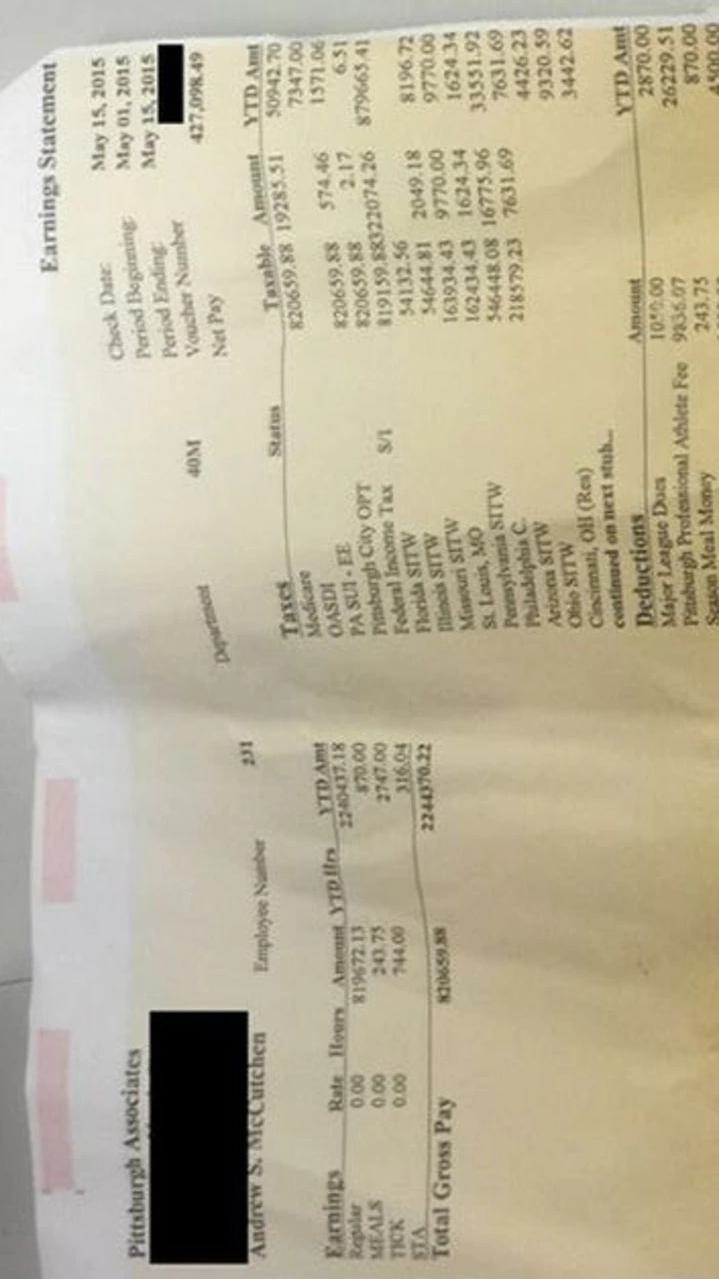 Earnings Statement
Pittsburgh Associates
Check Date: May 15, 2015
Period Beginning: May 01, 2015
Period Ending: May 15, 2015
Voucher Number
Net Pay 427,098.49
Andrew S. McCutchen
Employee Number 231
Department 40M
Earnings Rate Hours Amount YTD Hrs YTD Amt
Regular 0.00 819672.13 2240437.18
MEALS 0.00 243.75 870.00
TICK 0.00 744.00 2747.00
STA 316.04
Total Gross Pay 820659.88 2244370.22
Taxes Status Taxable Amount YTD Amt
Medicare 820659.88 19285.51 50942.70
OASDI 7347.00
PA SUI - EE 820659.88 574.46 1571.06
Pittsburgh City OPT 820659.88 2.17 6.51
Federal Income Tax S/1 819159.88 322074.26 879665.41
Florida SITW 54132.56
Illinois SITW 54644.81 2049.18 8196.72
Missouri SITW 163934.43 9770.00 9770.00
St. Louis, MO 162434.43 1624.34 1624.34
Pennsylvania SITW 546448.08 16775.96 33551.92
Philadelphia C. 218579.23 7631.69 7631.69
Arizona SITW 4426.23
Ohio SITW 9320.59
Cincinnati, OH (Res) 3442.62
continued on next stub...
Deductions Amount YTD Amt
Major League Dues 1050.00 2870.00
Pittsburgh Professional Athlete Fee 9836.07 26229.51
Season Meal Money 243.75 870.00
4500.00